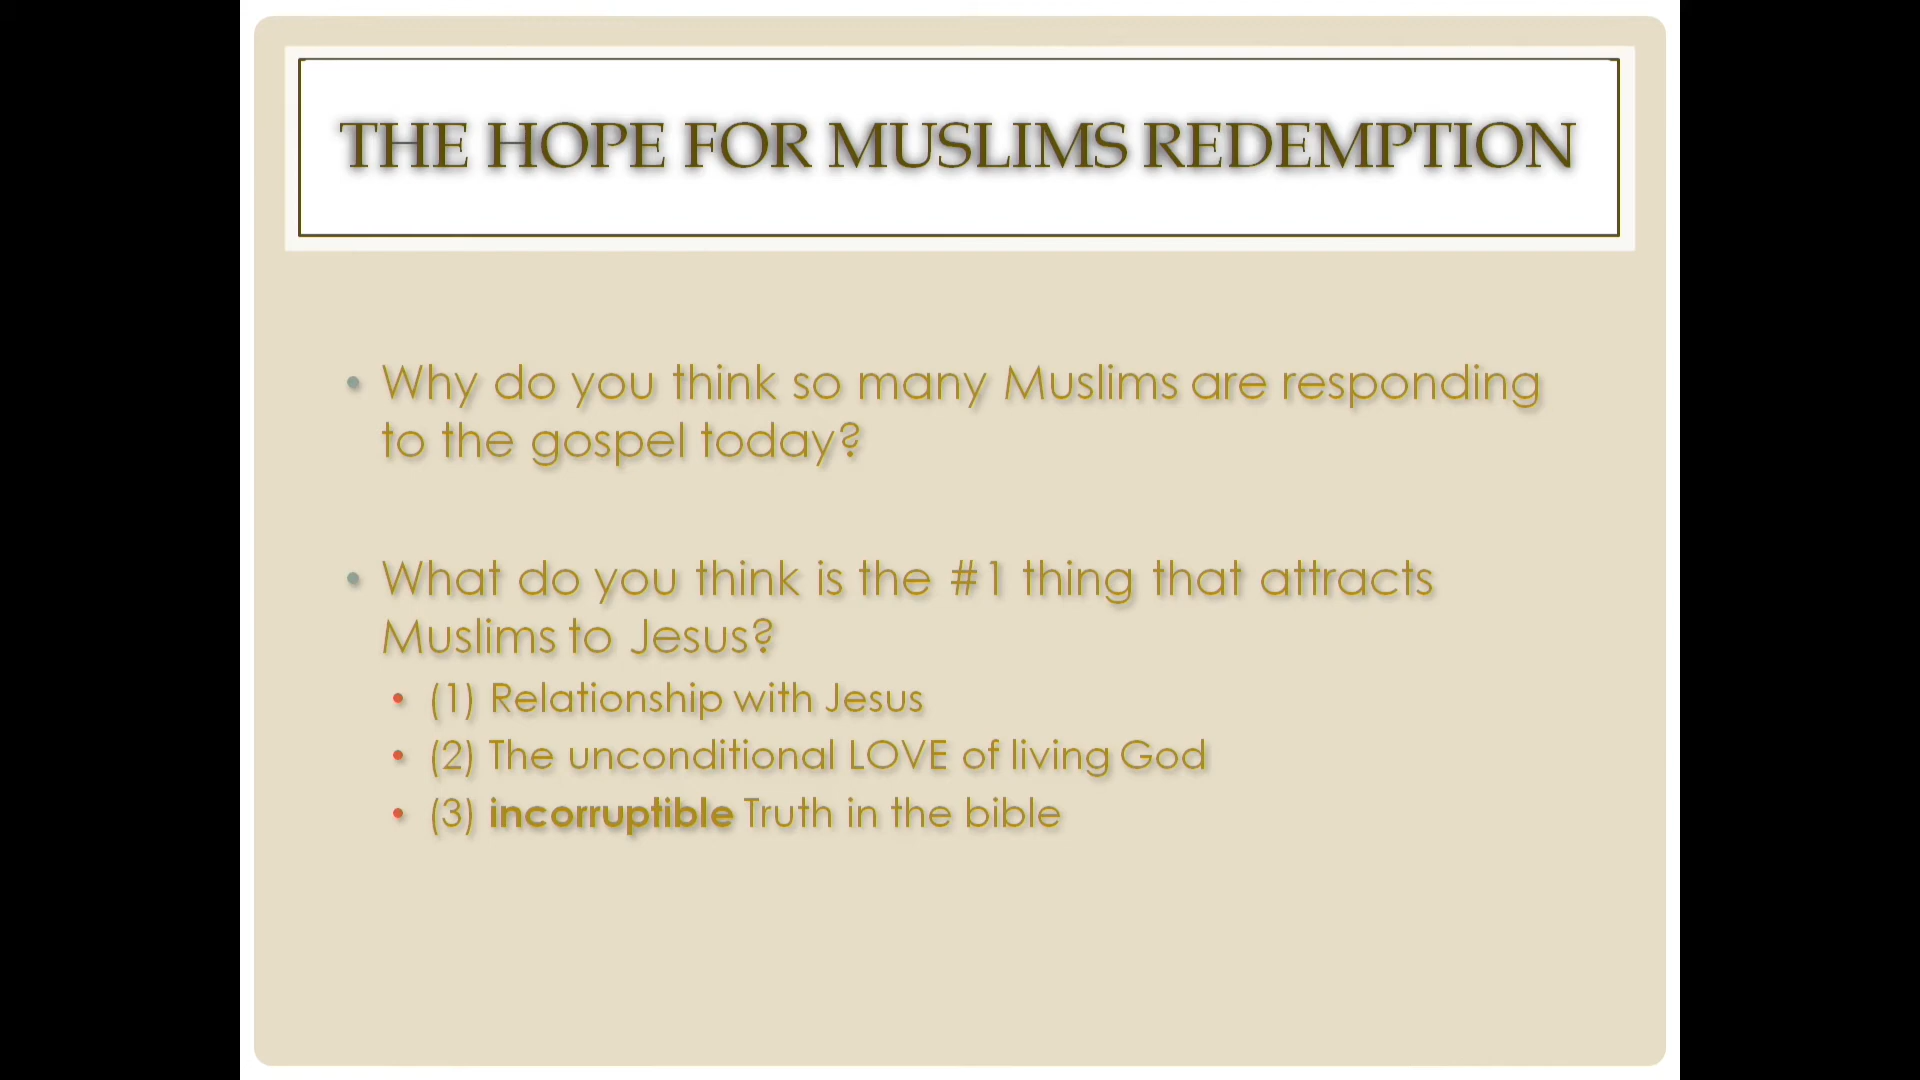 THE HOPE FOR MUSLIMS REDEMPTION
• Why do you think so many Muslims are responding
to the gospel today?
• What do you think is the #1 thing that attracts
Muslims to Jesus?
• (1) Relationship with Jesus
• (2) The unconditional LOVE of living God
• (3) incorruptible Truth in the bible